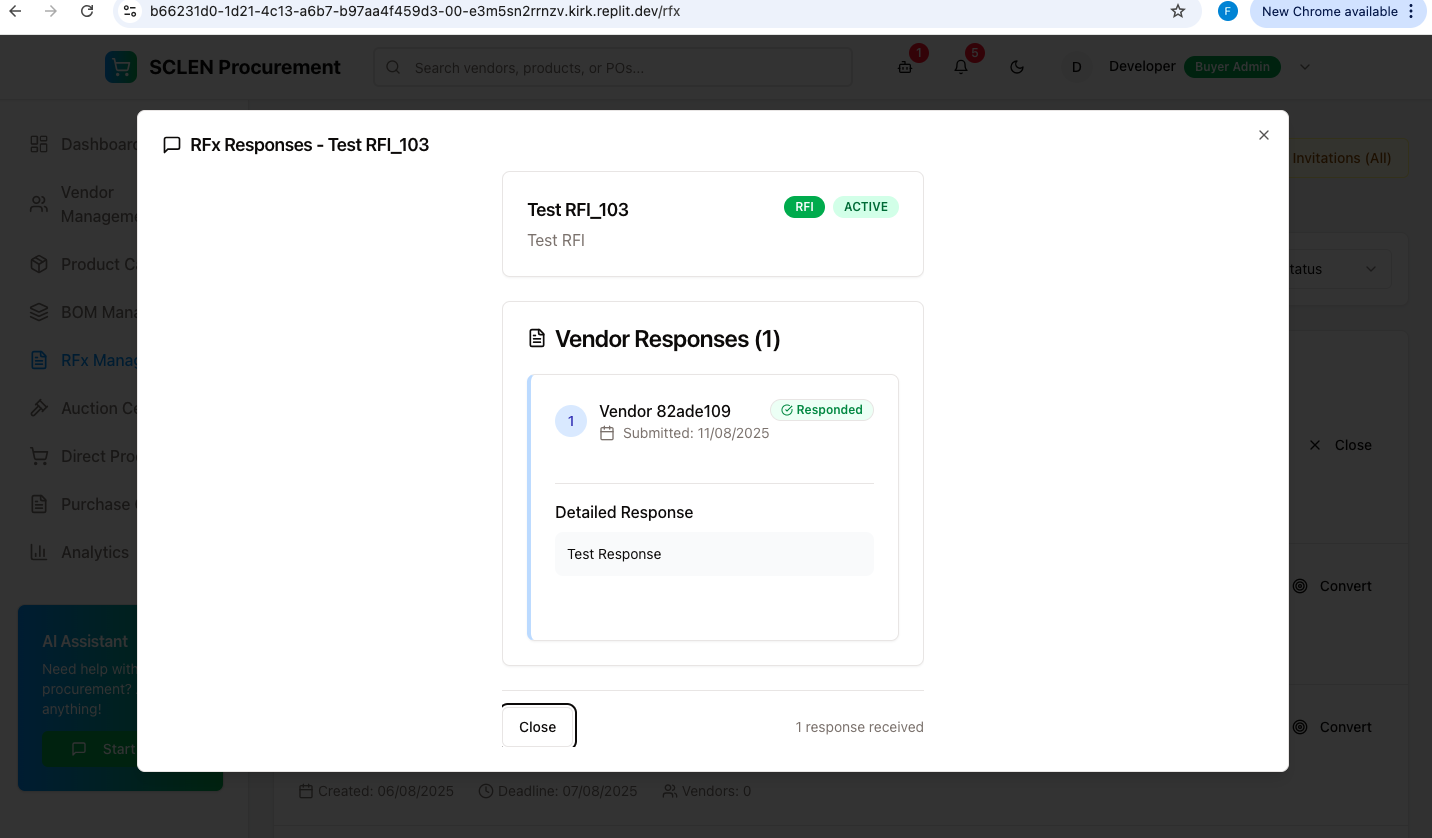 b66231d0-1d21-4c13-a6b7-b97aa4f459d3-00-e3m5sn2rrnzv.kirk.replit.dev/rfx
F
New Chrome available
SCLEN Procurement
Search vendors, products, or POs...
1
5
D
Developer
Buyer Admin
RFx Responses - Test RFI_103
Dashboard
Invitations (All)
Vendor
Test RFI_103
RFI
ACTIVE
Test RFI
Product Ca
tatus
BOM Mana
Vendor Responses (1)
RFx Manag
1
Vendor 82ade109
Responded
Submitted: 11/08/2025
Auction Ce
Close
Direct Pro
Purchase
Detailed Response
Test Response
Analytics
Convert
AI Assistant
Need help with
procurement?
anything!
Close
1 response received
Convert
Start
Created: 06/08/2025
Deadline: 07/08/2025
Vendors: 0